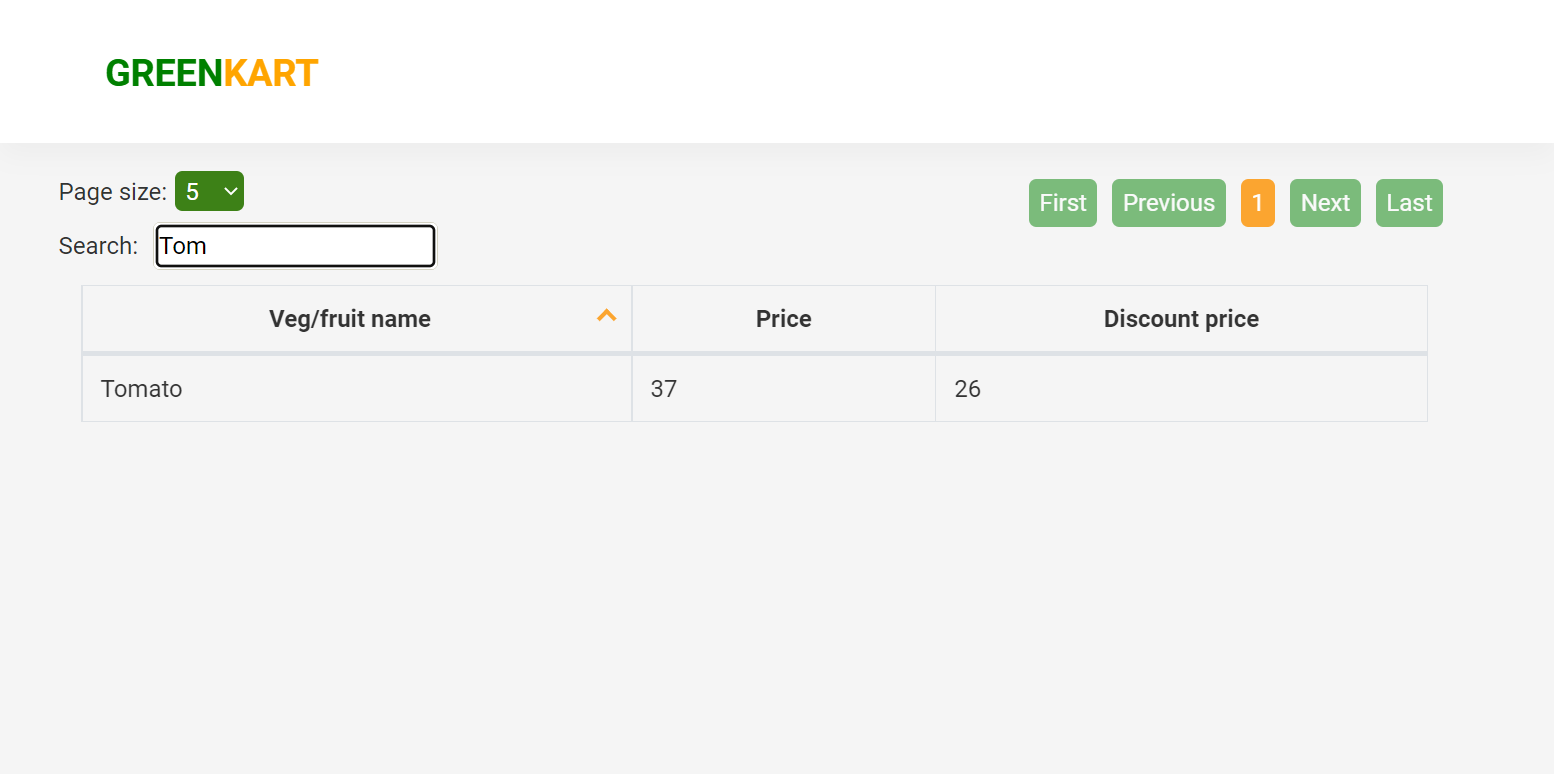 GREENKART
Page size: 5
First Previous 1 Next Last
Search: Tom
Veg/fruit name Price Discount price
Tomato 37 26